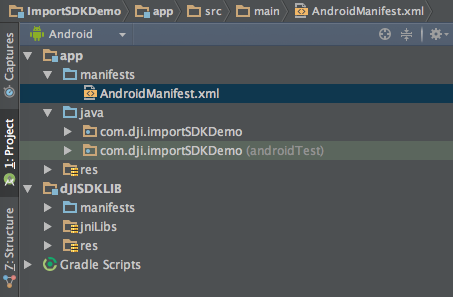 ImportSDKDemo app src main AndroidManifest.xml
Captures
1: Project
Z: Structure
Android
app
manifests
AndroidManifest.xml
java
com.dji.importSDKDemo
com.dji.importSDKDemo (androidTest)
res
dJISDKLIB
manifests
jniLibs
res
Gradle Scripts